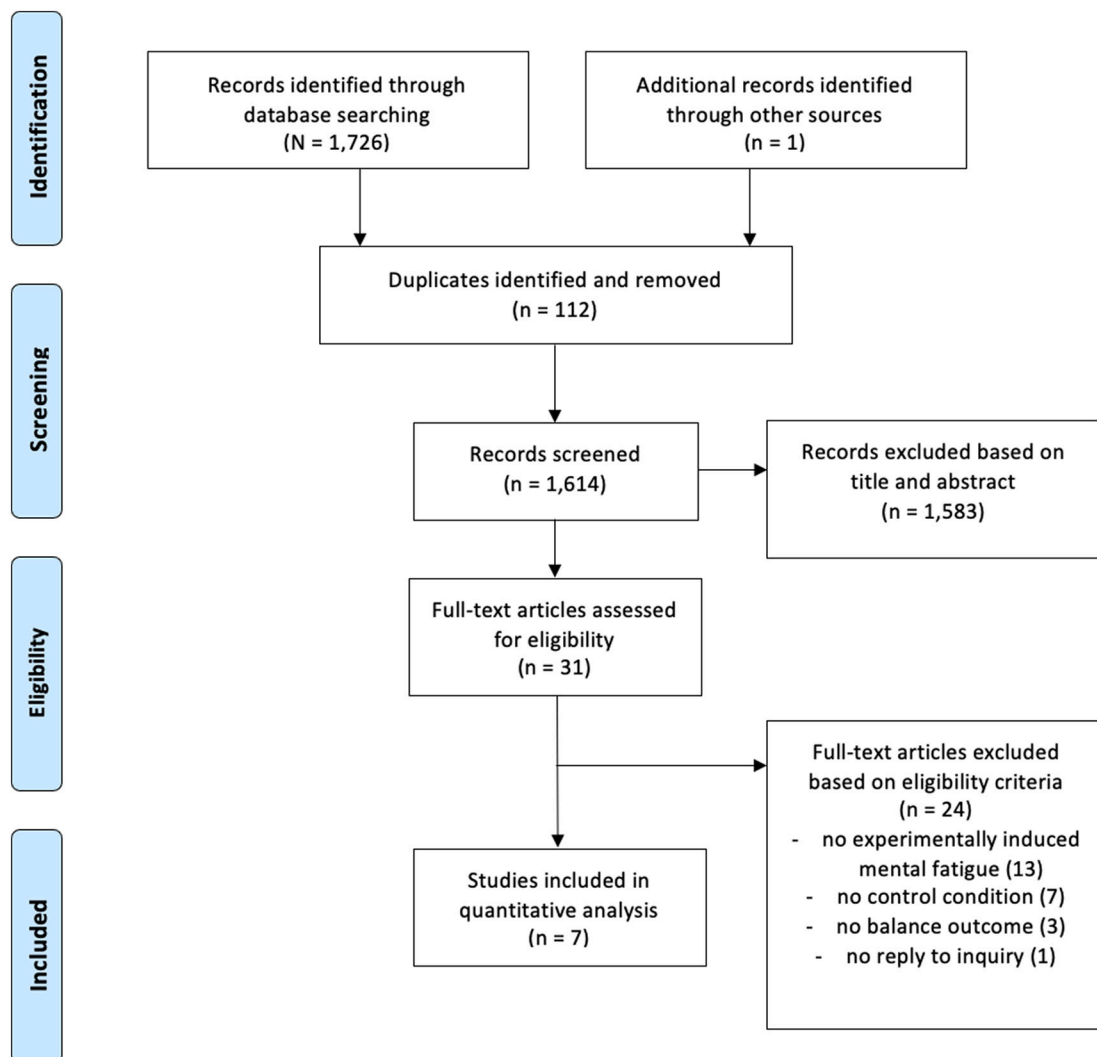 Identification
Records identified through
database searching
(N = 1,726)
Additional records identified
through other sources
(n = 1)
Duplicates identified and removed
(n = 112)
Screening
Records screened
(n = 1,614)
Records excluded based on
title and abstract
(n = 1,583)
Eligibility
Full-text articles assessed
for eligibility
(n = 31)
Full-text articles excluded
based on eligibility criteria
(n = 24)
- no experimentally induced
mental fatigue (13)
- no control condition (7)
- no balance outcome (3)
- no reply to inquiry (1)
Included
Studies included in
quantitative analysis
(n = 7)